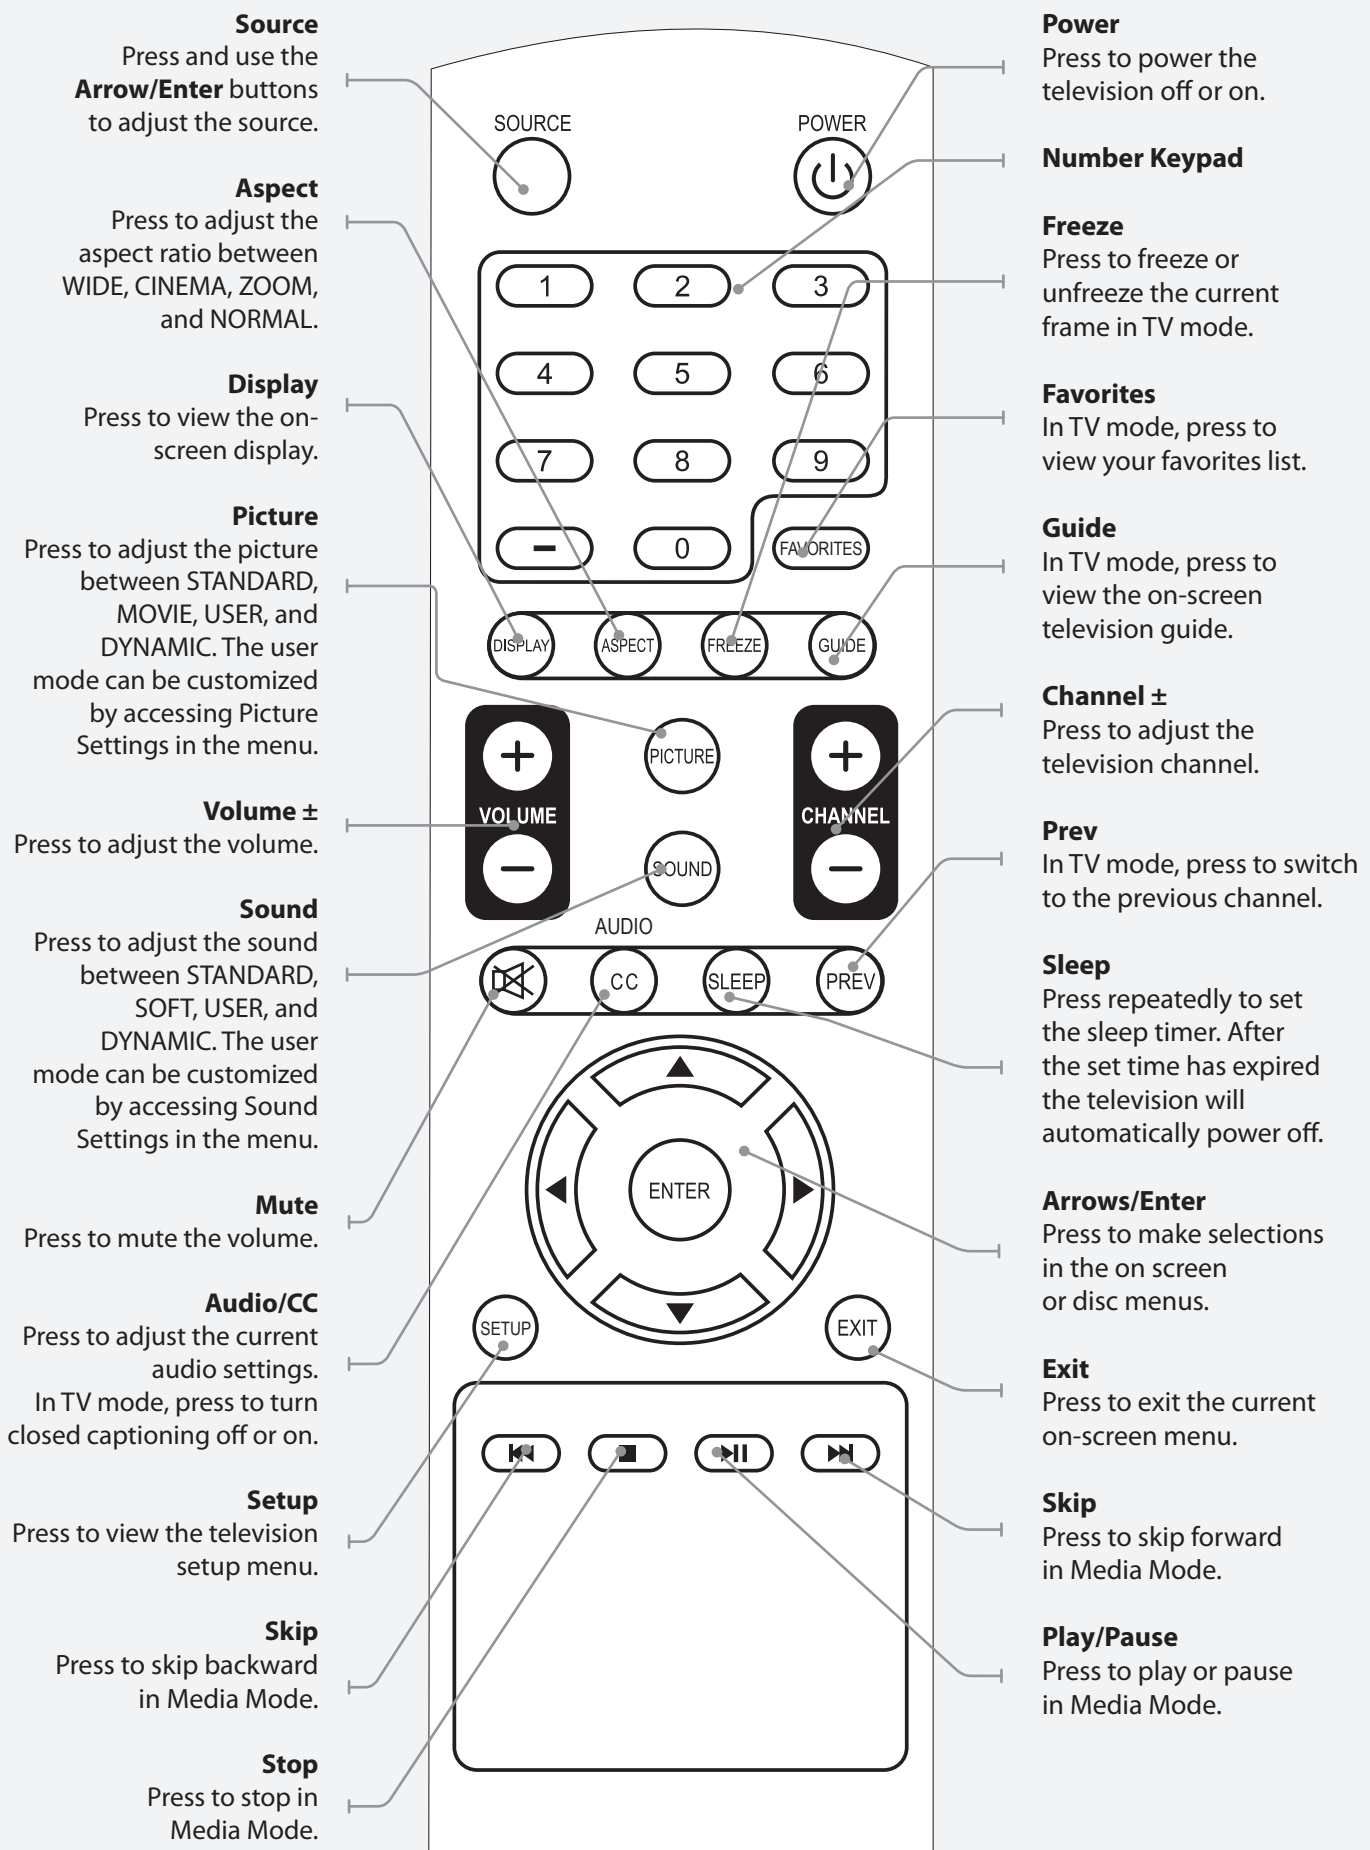 Source
Press and use the
Arrow/Enter buttons
to adjust the source.
Aspect
Press to adjust the
aspect ratio between
WIDE, CINEMA, ZOOM,
and NORMAL.
Display
Press to view the on-
screen display.
Picture
Press to adjust the picture
between STANDARD,
MOVIE, USER, and
DYNAMIC. The user
mode can be customized
by accessing Picture
Settings in the menu.
Volume ±
Press to adjust the volume.
Sound
Press to adjust the sound
between STANDARD,
SOFT, USER, and
DYNAMIC. The user
mode can be customized
by accessing Sound
Settings in the menu.
Mute
Press to mute the volume.
Audio/CC
Press to adjust the current
audio settings.
In TV mode, press to turn
closed captioning off or on.
Setup
Press to view the television
setup menu.
Skip
Press to skip backward
in Media Mode.
Stop
Press to stop in
Media Mode.
SOURCE POWER
1 2 3
4 5 6
7 8 9
– 0 FAVORITES
DISPLAY ASPECT FREEZE GUIDE
+ PICTURE +
VOLUME CHANNEL
– SOUND –
AUDIO
CC SLEEP PREV
ENTER
SETUP EXIT
Power
Press to power the
television off or on.
Number Keypad
Freeze
Press to freeze or
unfreeze the current
frame in TV mode.
Favorites
In TV mode, press to
view your favorites list.
Guide
In TV mode, press to
view the on-screen
television guide.
Channel ±
Press to adjust the
television channel.
Prev
In TV mode, press to switch
to the previous channel.
Sleep
Press repeatedly to set
the sleep timer. After
the set time has expired
the television will
automatically power off.
Arrows/Enter
Press to make selections
in the on screen
or disc menus.
Exit
Press to exit the current
on-screen menu.
Skip
Press to skip forward
in Media Mode.
Play/Pause
Press to play or pause
in Media Mode.